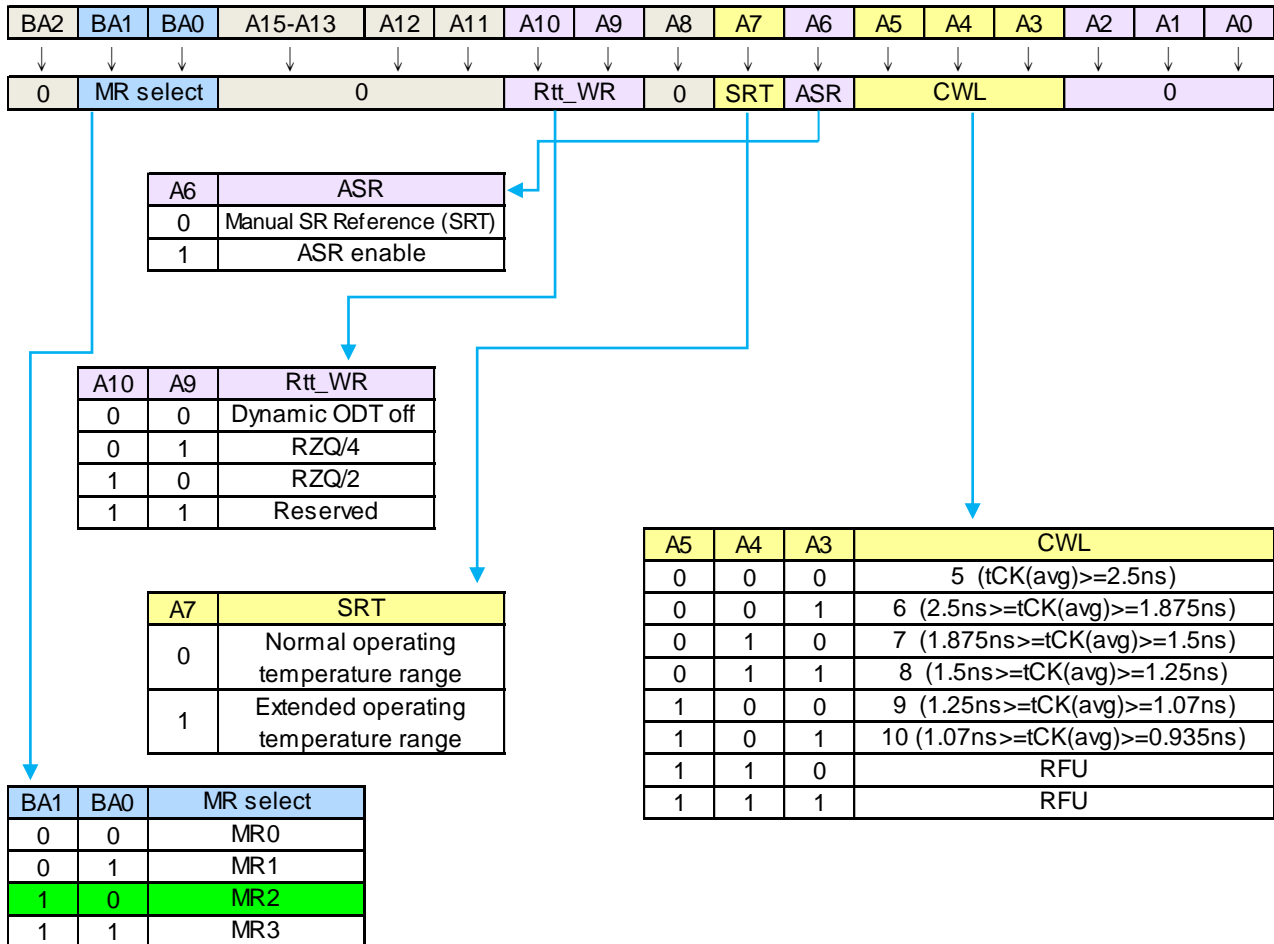 BA2 BA1 BA0 A15-A13 A12 A11 A10 A9 A8 A7 A6 A5 A4 A3 A2 A1 A0
0 MR select 0 Rtt_WR 0 SRT ASR CWL 0
A6 ASR
0 Manual SR Reference (SRT)
1 ASR enable
A10 A9 Rtt_WR
0 0 Dynamic ODT off
0 1 RZQ/4
1 0 RZQ/2
1 1 Reserved
A7 SRT
0 Normal operating
temperature range
1 Extended operating
temperature range
A5 A4 A3 CWL
0 0 0 5 (tCK(avg)>=2.5ns)
0 0 1 6 (2.5ns>=tCK(avg)>=1.875ns)
0 1 0 7 (1.875ns>=tCK(avg)>=1.5ns)
0 1 1 8 (1.5ns>=tCK(avg)>=1.25ns)
1 0 0 9 (1.25ns>=tCK(avg)>=1.07ns)
1 0 1 10 (1.07ns>=tCK(avg)>=0.935ns)
1 1 0 RFU
1 1 1 RFU
BA1 BA0 MR select
0 0 MR0
0 1 MR1
1 0 MR2
1 1 MR3